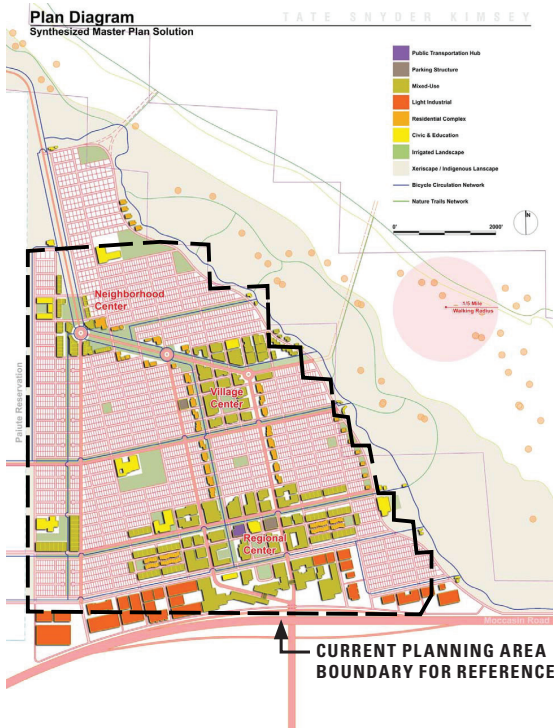 Plan Diagram
TATE SNYDER KIMSEY
Synthesized Master Plan Solution
Public Transportation Hub
Parking Structure
Mixed-Use
Light Industrial
Residential Complex
Civic & Education
Irrigated Landscape
Xeriscape / Indigenous Lanscape
Bicycle Circulation Network
Nature Trails Network
0'
2000'
N
Neighborhood
Center
1/5 Mile
Walking Radius
Paiute Reservation
Village
Center
Regional
Center
Moccasin Road
CURRENT PLANNING AREA
BOUNDARY FOR REFERENCE